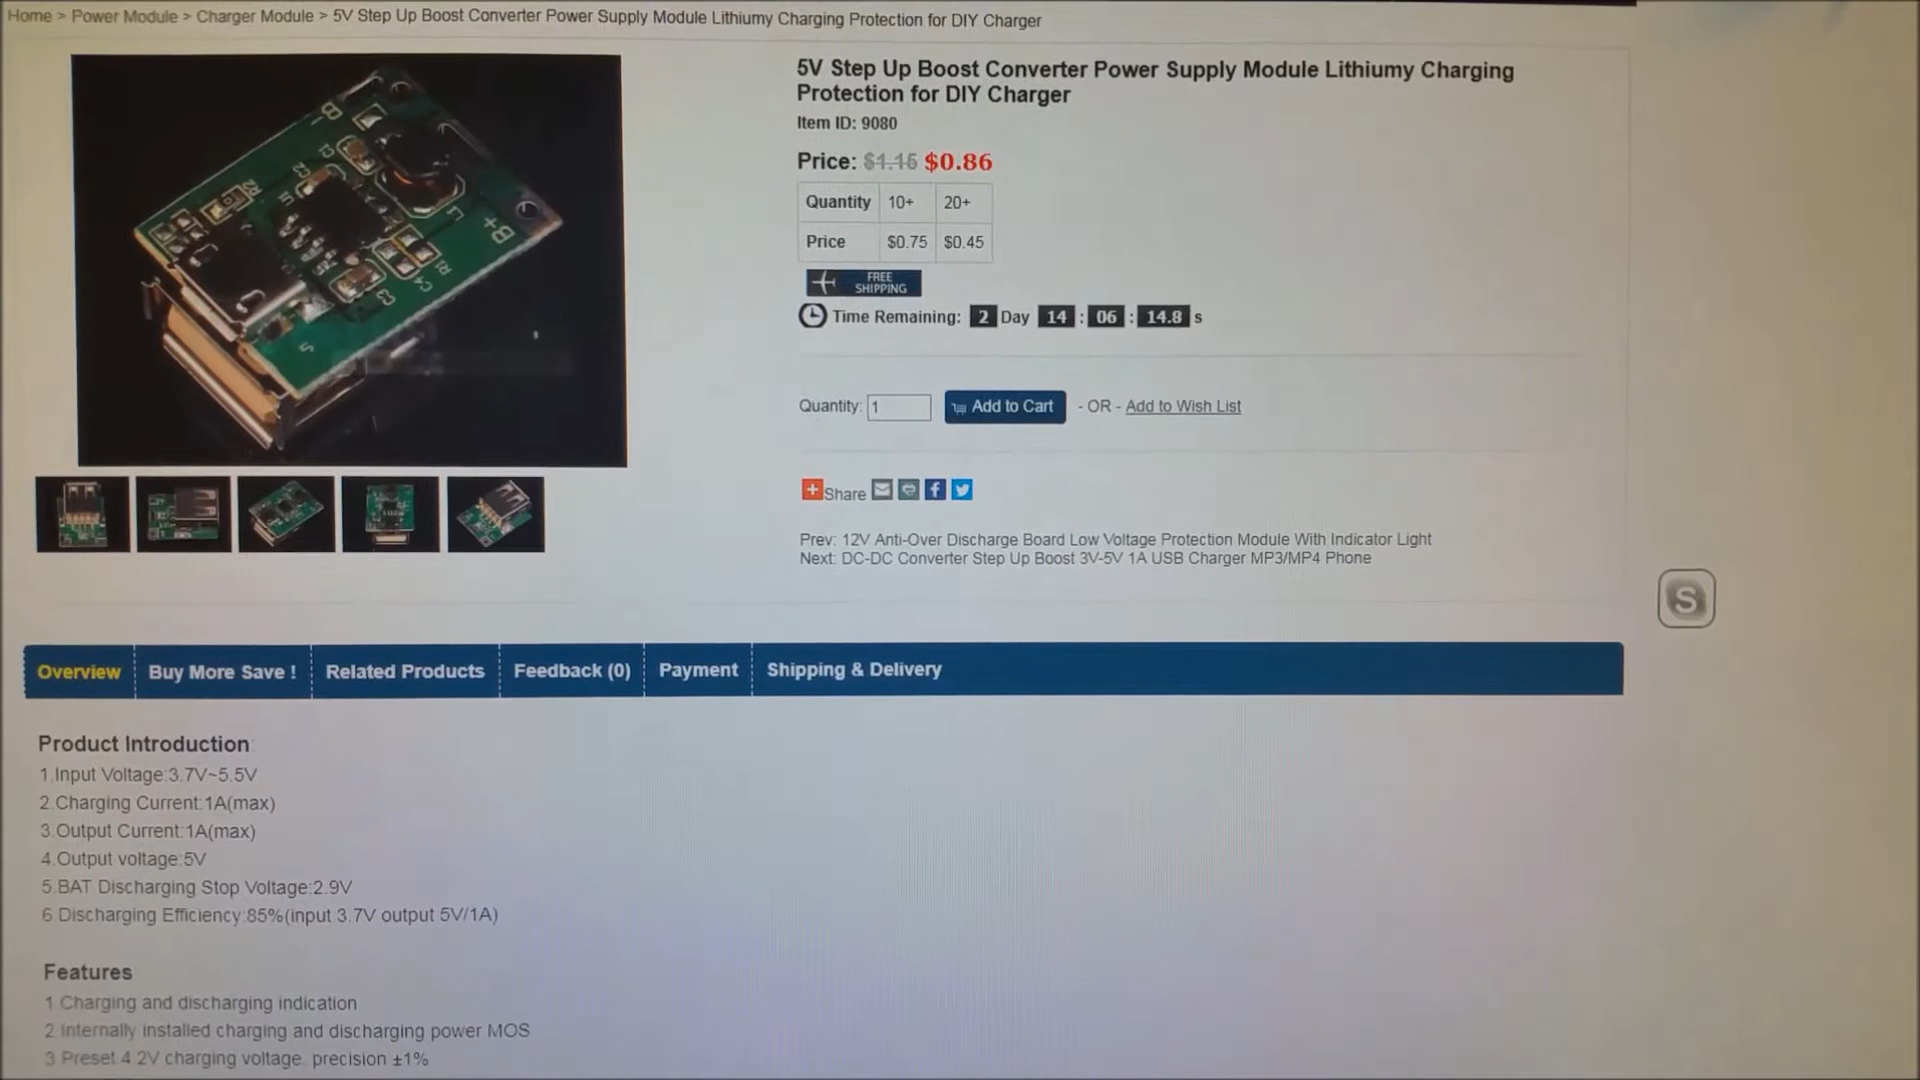 Home > Power Module > Charger Module > 5V Step Up Boost Converter Power Supply Module Lithiumy Charging Protection for DIY Charger
5V Step Up Boost Converter Power Supply Module Lithiumy Charging
Protection for DIY Charger
Item ID: 9080
Price: $1.15 $0.86
Quantity 10+ 20+
Price $0.75 $0.45
FREE
SHIPPING
Time Remaining: 2 Day 14 : 06 : 14.8 s
Quantity: 1 Add to Cart - OR - Add to Wish List
Share
Prev: 12V Anti-Over Discharge Board Low Voltage Protection Module With Indicator Light
Next: DC-DC Converter Step Up Boost 3V-5V 1A USB Charger MP3/MP4 Phone
B-
C1
C2
R2
U1
L1
B+
R1
C4
C3
S
Overview Buy More Save ! Related Products Feedback (0) Payment Shipping & Delivery
Product Introduction:
1.Input Voltage:3.7V~5.5V
2.Charging Current:1A(max)
3.Output Current:1A(max)
4.Output voltage:5V
5.BAT Discharging Stop Voltage:2.9V
6.Discharging Efficiency:85%(input 3.7V output 5V/1A)
Features
1.Charging and discharging indication
2.Internally installed charging and discharging power MOS
3.Preset 4.2V charging voltage, precision ±1%